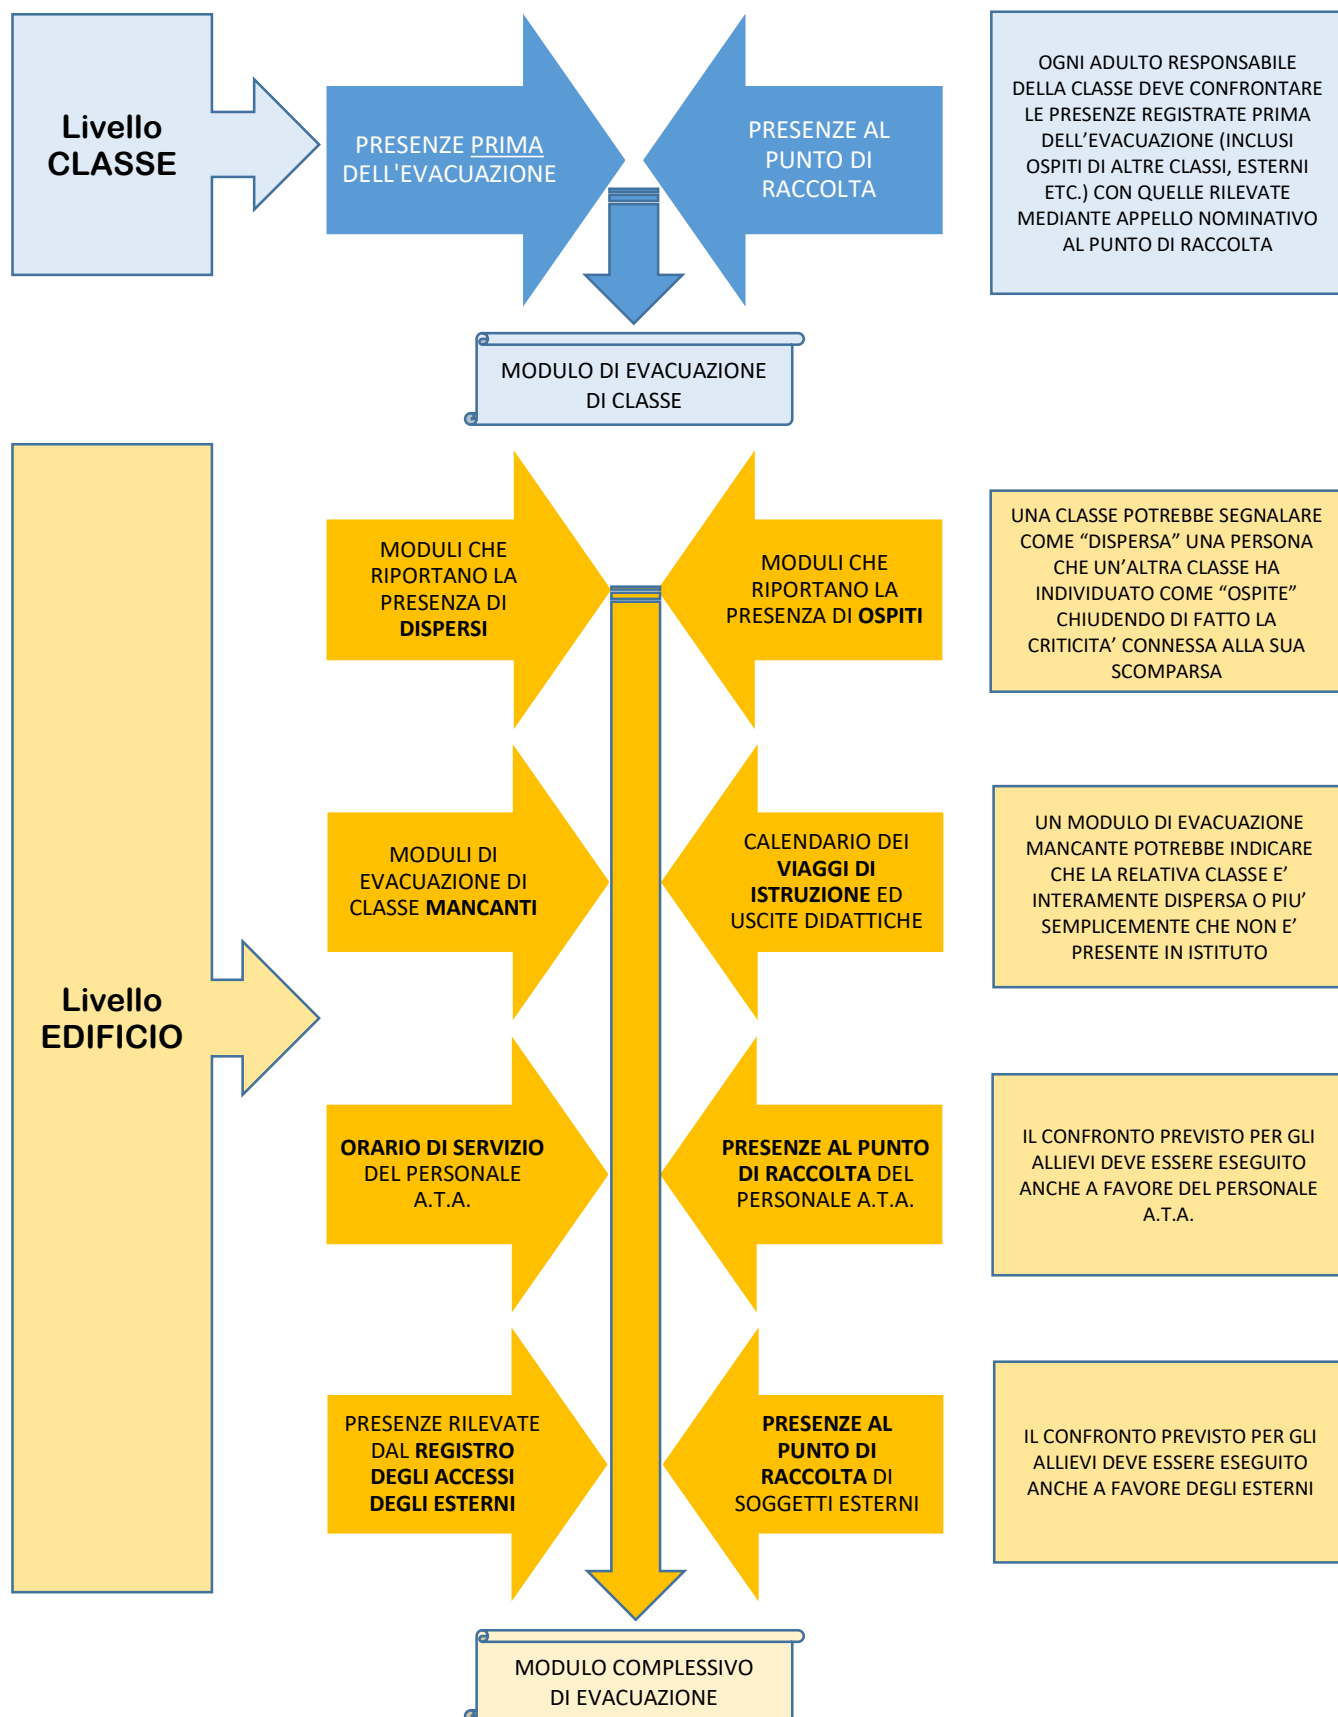 Livello
CLASSE
PRESENZE PRIMA
DELL'EVACUAZIONE
PRESENZE AL
PUNTO DI
RACCOLTA
OGNI ADULTO RESPONSABILE
DELLA CLASSE DEVE CONFRONTARE
LE PRESENZE REGISTRATE PRIMA
DELL’EVACUAZIONE (INCLUSI
OSPITI DI ALTRE CLASSI, ESTERNI
ETC.) CON QUELLE RILEVATE
MEDIANTE APPELLO NOMINATIVO
AL PUNTO DI RACCOLTA
MODULO DI EVACUAZIONE
DI CLASSE
Livello
EDIFICIO
MODULI CHE
RIPORTANO LA
PRESENZA DI
DISPERSI
MODULI CHE
RIPORTANO LA
PRESENZA DI OSPITI
UNA CLASSE POTREBBE SEGNALARE
COME “DISPERSA” UNA PERSONA
CHE UN’ALTRA CLASSE HA
INDIVIDUATO COME “OSPITE”
CHIUDENDO DI FATTO LA
CRITICITA’ CONNESSA ALLA SUA
SCOMPARSA
MODULI DI
EVACUAZIONE DI
CLASSE MANCANTI
CALENDARIO DEI
VIAGGI DI
ISTRUZIONE ED
USCITE DIDATTICHE
UN MODULO DI EVACUAZIONE
MANCANTE POTREBBE INDICARE
CHE LA RELATIVA CLASSE E’
INTERAMENTE DISPERSA O PIU’
SEMPLICEMENTE CHE NON E’
PRESENTE IN ISTITUTO
ORARIO DI SERVIZIO
DEL PERSONALE
A.T.A.
PRESENZE AL PUNTO
DI RACCOLTA DEL
PERSONALE A.T.A.
IL CONFRONTO PREVISTO PER GLI
ALLIEVI DEVE ESSERE ESEGUITO
ANCHE A FAVORE DEL PERSONALE
A.T.A.
PRESENZE RILEVATE
DAL REGISTRO
DEGLI ACCESSI
DEGLI ESTERNI
PRESENZE AL
PUNTO DI
RACCOLTA DI
SOGGETTI ESTERNI
IL CONFRONTO PREVISTO PER GLI
ALLIEVI DEVE ESSERE ESEGUITO
ANCHE A FAVORE DEGLI ESTERNI
MODULO COMPLESSIVO
DI EVACUAZIONE